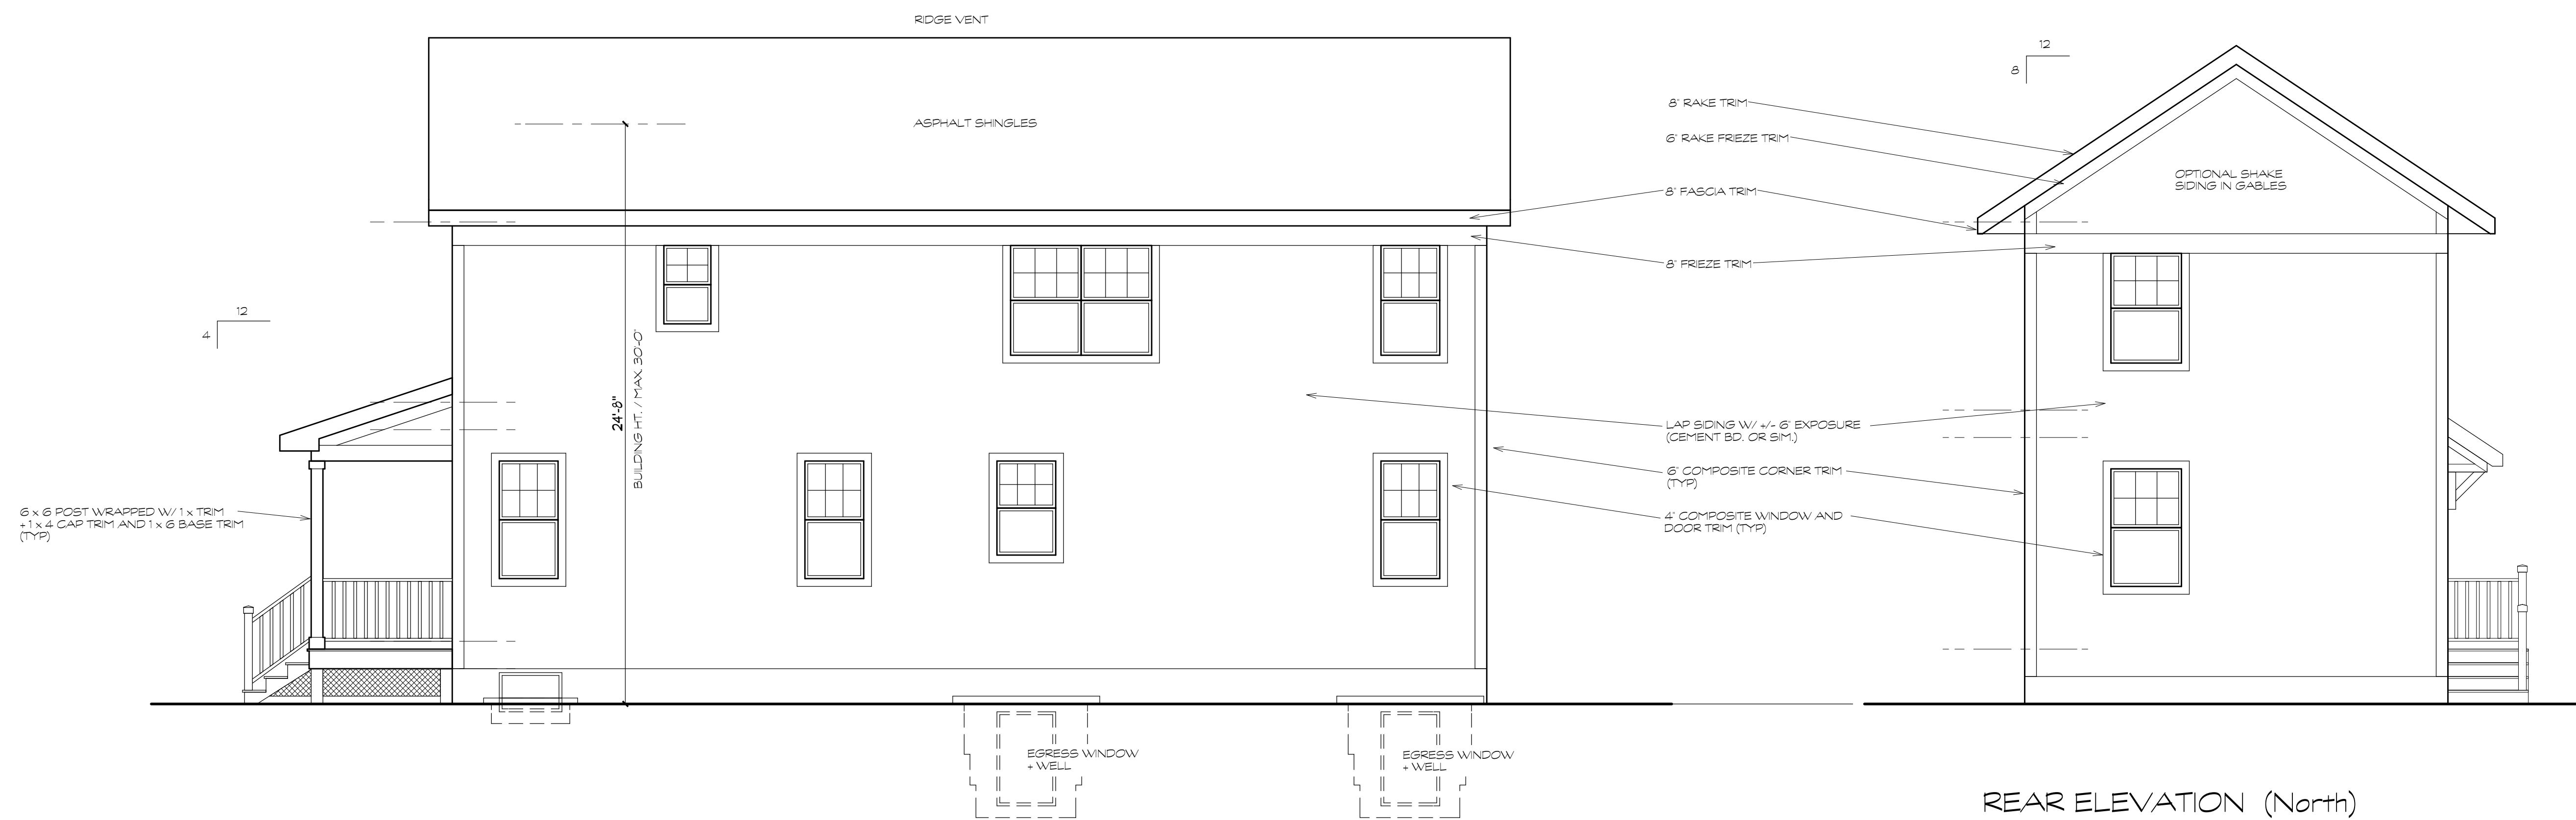 RIDGE VENT
12
8
8" RAKE TRIM
ASPHALT SHINGLES
6" RAKE FRIEZE TRIM
OPTIONAL SHAKE
SIDING IN GABLES
8" FASCIA TRIM
8" FRIEZE TRIM
12
4
24'-8"
BUILDING HT. / MAX. 30'-0"
LAP SIDING W/ +/- 6" EXPOSURE
(CEMENT BD. OR SIM.)
6" COMPOSITE CORNER TRIM
(TYP)
6 x 6 POST WRAPPED W/ 1 x TRIM
+ 1 x 4 CAP TRIM AND 1 x 6 BASE TRIM
(TYP)
4" COMPOSITE WINDOW AND
DOOR TRIM (TYP)
EGRESS WINDOW
+ WELL
EGRESS WINDOW
+ WELL
REAR ELEVATION (North)